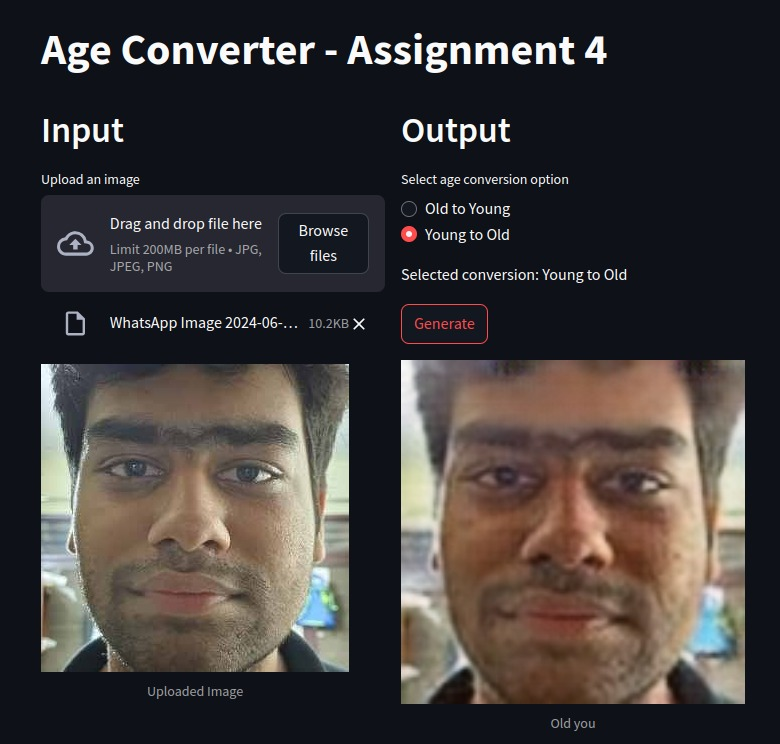 Age Converter - Assignment 4
Input
Upload an image
Drag and drop file here
Limit 200MB per file • JPG,
JPEG, PNG
Browse
files
WhatsApp Image 2024-06-… 10.2KB
Uploaded Image
Output
Select age conversion option
Old to Young
Young to Old
Selected conversion: Young to Old
Generate
Old you